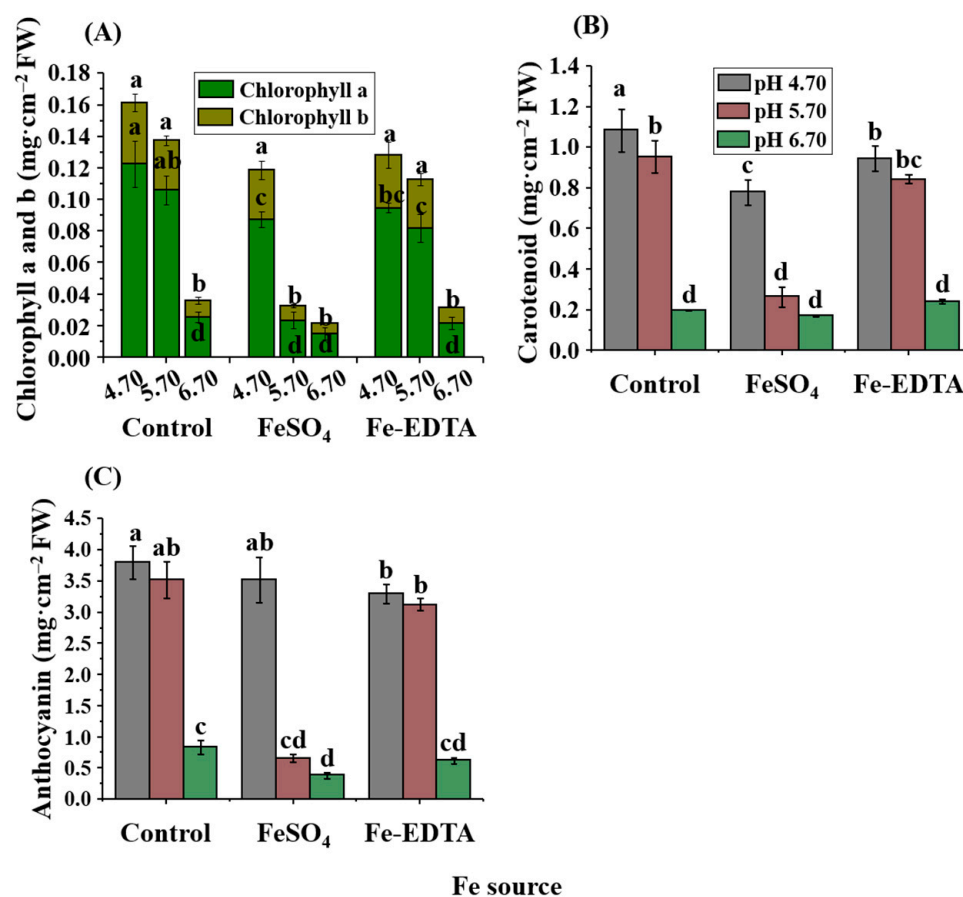 (A)
Chlorophyll a and b (mg·cm⁻² FW)
0.18
0.16
0.14
0.12
0.10
0.08
0.06
0.04
0.02
0.00
Chlorophyll a
Chlorophyll b
a
a
a
ab
b
d
a
c
b
d
b
d
a
bc
a
c
b
d
4.70
5.70
6.70
4.70
5.70
6.70
4.70
5.70
6.70
Control
FeSO₄
Fe-EDTA
(B)
Carotenoid (mg·cm⁻² FW)
1.4
1.2
1.0
0.8
0.6
0.4
0.2
0.0
pH 4.70
pH 5.70
pH 6.70
a
b
d
c
d
d
b
bc
d
Control
FeSO₄
Fe-EDTA
(C)
Anthocyanin (mg·cm⁻² FW)
4.5
4.0
3.5
3.0
2.5
2.0
1.5
1.0
0.5
0.0
a
ab
c
ab
cd
d
b
b
cd
Control
FeSO₄
Fe-EDTA
Fe source